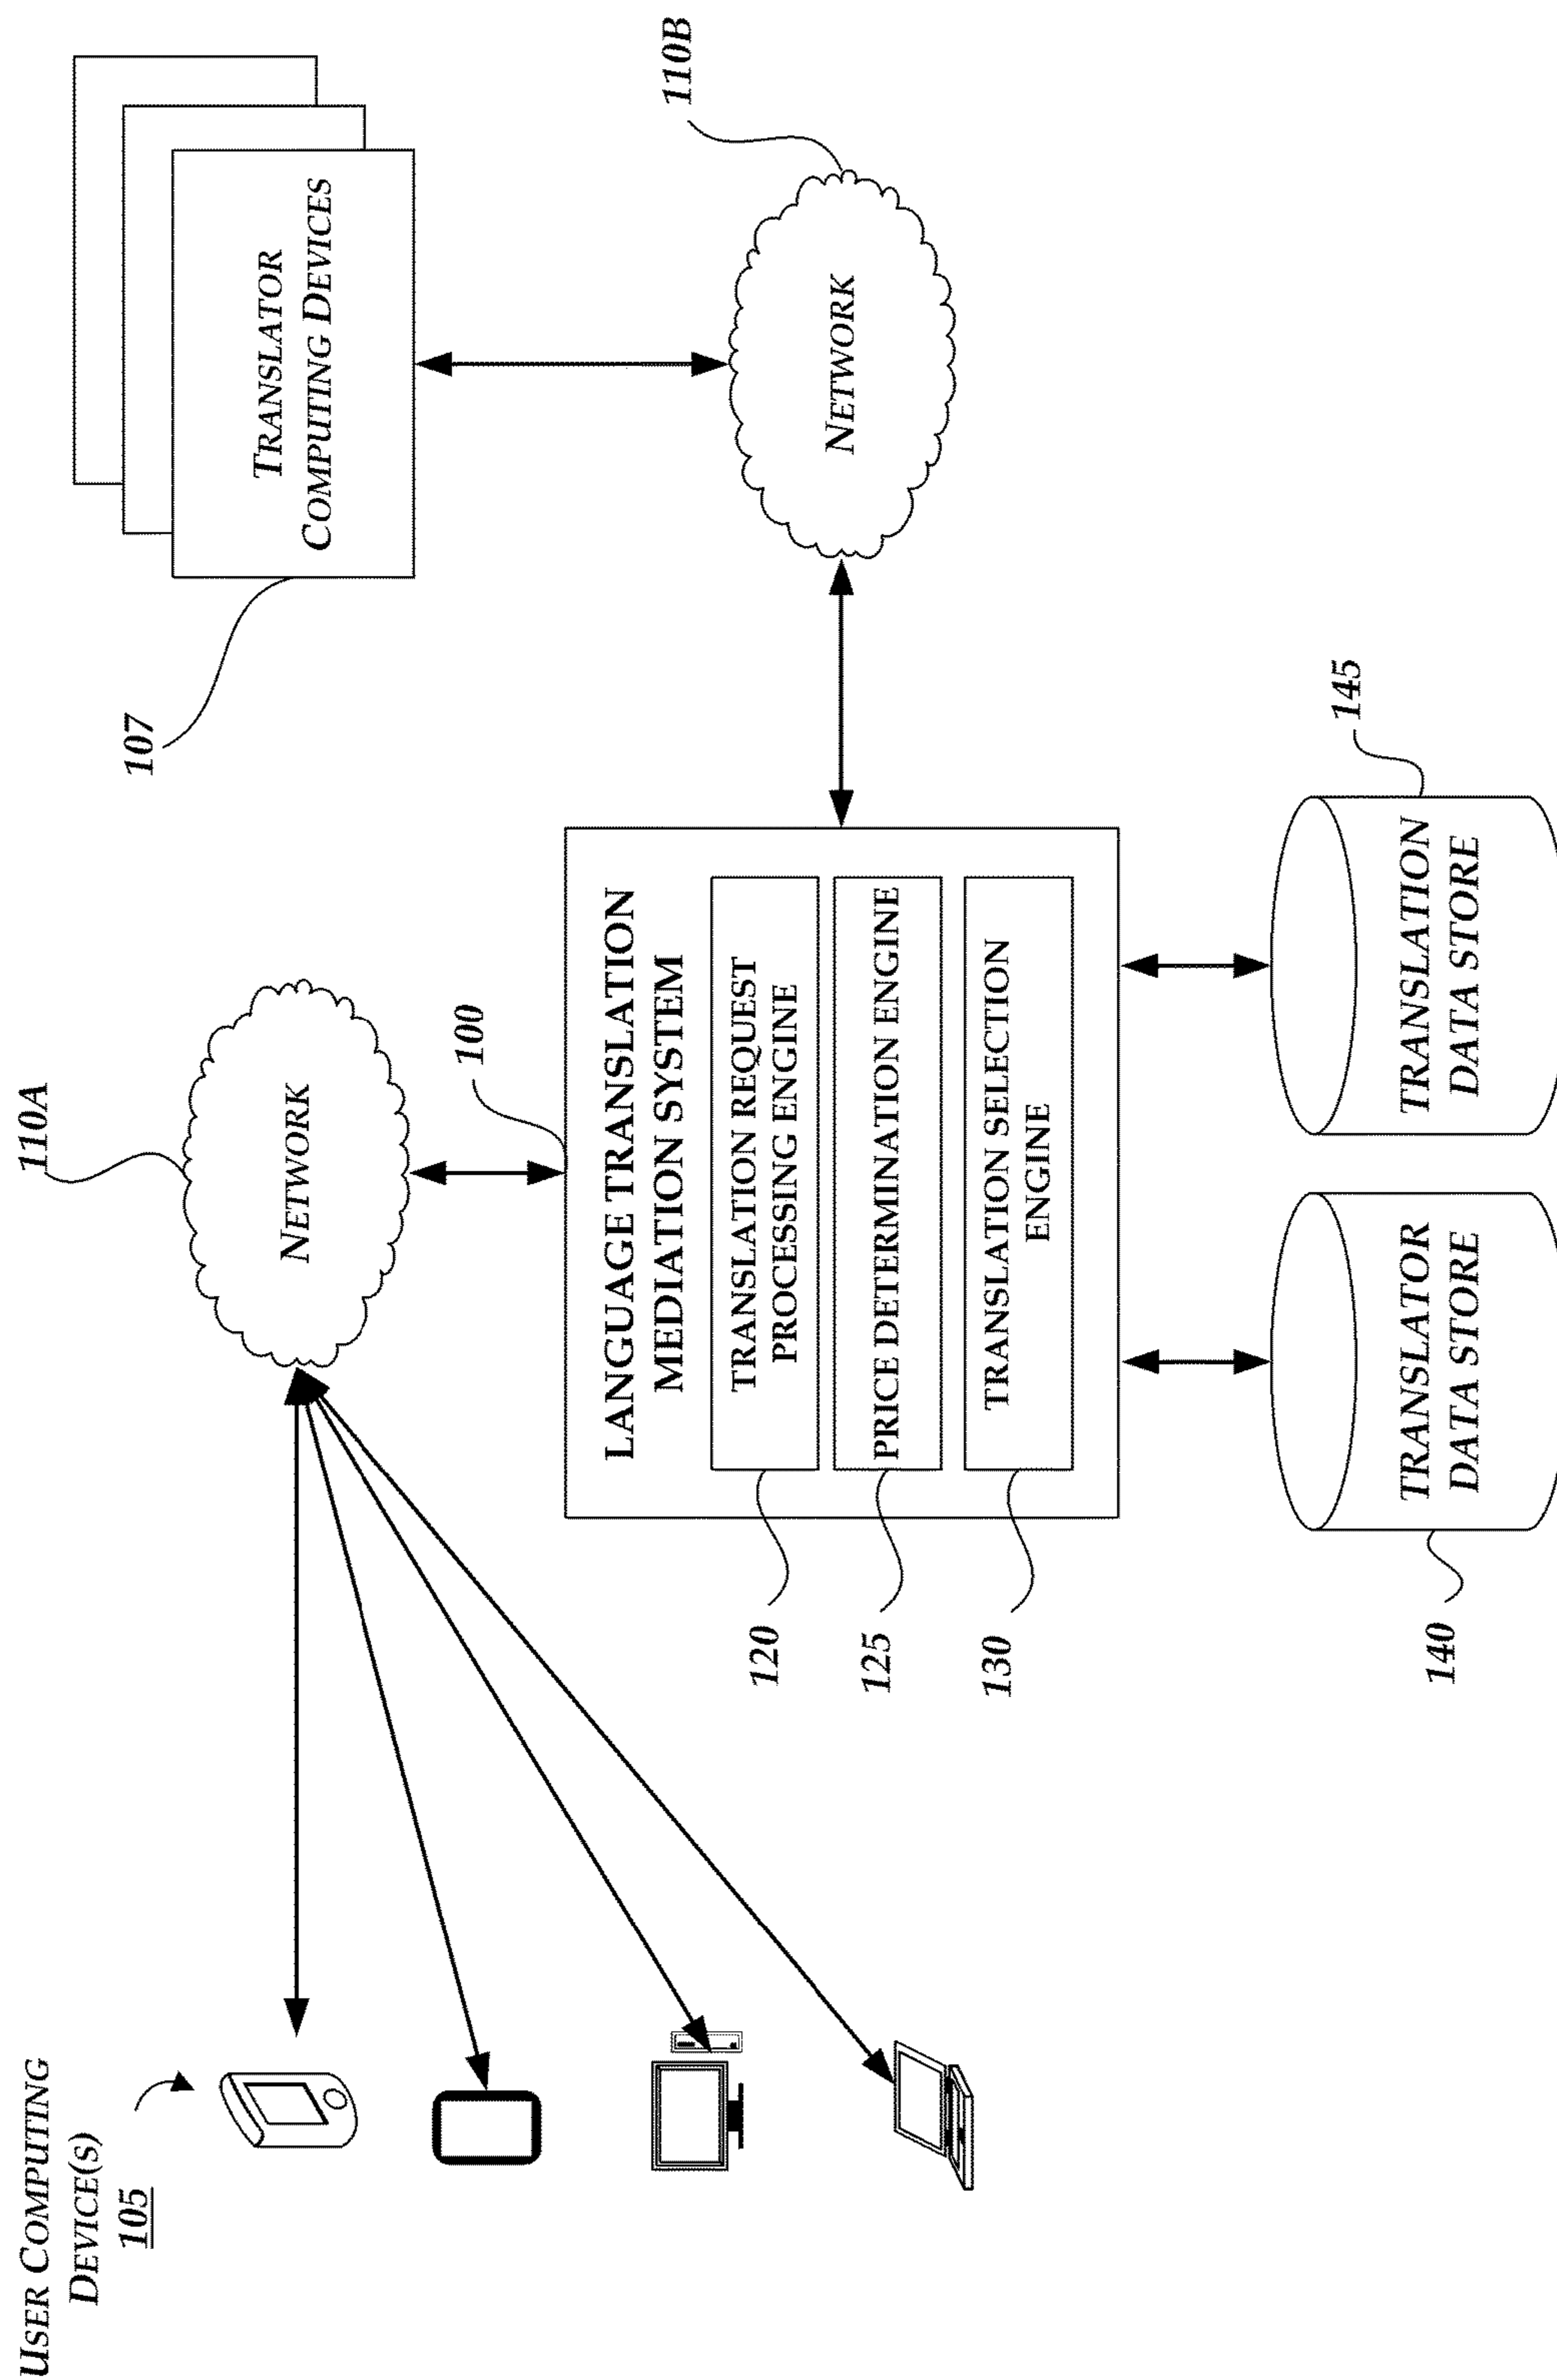 USER COMPUTING
DEVICE(S)
105
110A
NETWORK
100
LANGUAGE TRANSLATION
MEDIATION SYSTEM
TRANSLATION REQUEST
PROCESSING ENGINE
PRICE DETERMINATION ENGINE
TRANSLATION SELECTION
ENGINE
120
125
130
TRANSLATOR
DATA STORE
140
TRANSLATION
DATA STORE
145
107
TRANSLATOR
COMPUTING DEVICES
110B
NETWORK